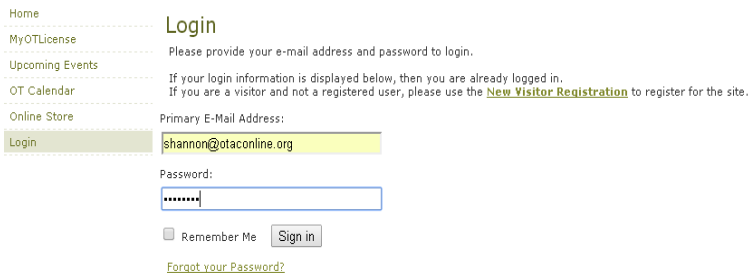 Home
MyOTLicense
Upcoming Events
OT Calendar
Online Store
Login
Login
Please provide your e-mail address and password to login.
If your login information is displayed below, then you are already logged in.
If you are a visitor and not a registered user, please use the New Visitor Registration to register for the site.
Primary E-Mail Address:
shannon@otaconline.org
Password:
••••••••
Remember Me Sign in
Forgot your Password?